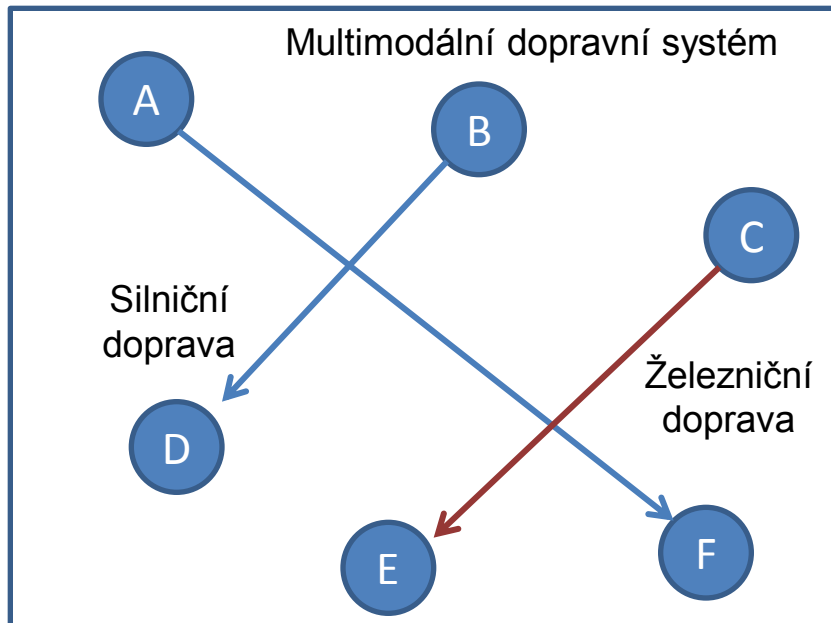 Multimodální dopravní systém
A
B
C
Silniční
doprava
Železniční
doprava
D
E
F